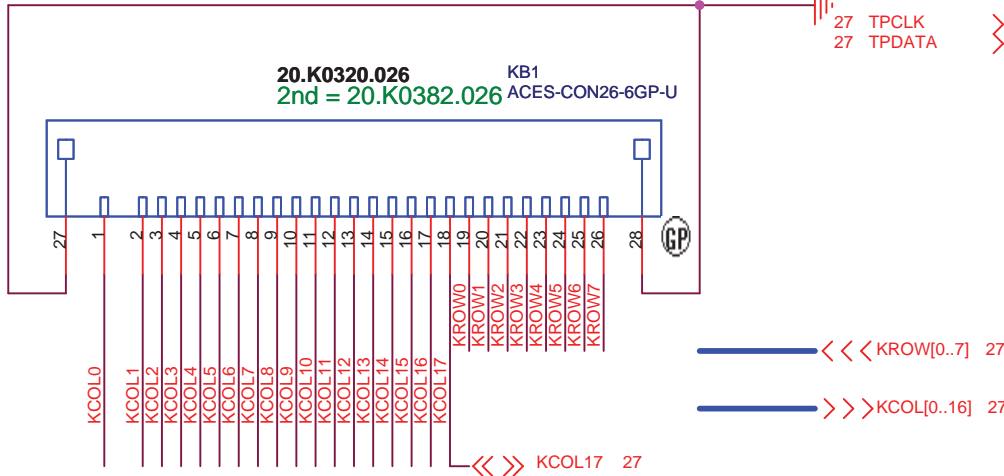 27 TPCLK
27 TPDATA
20.K0320.026
2nd = 20.K0382.026
KB1
ACES-CON26-6GP-U
27
1
2
3
4
5
6
7
8
9
10
11
12
13
14
15
16
17
18
19
20
21
22
23
24
25
26
28
GP
KROW0
KROW1
KROW2
KROW3
KROW4
KROW5
KROW6
KROW7
KCOL0
KCOL1
KCOL2
KCOL3
KCOL4
KCOL5
KCOL6
KCOL7
KCOL8
KCOL9
KCOL10
KCOL11
KCOL12
KCOL13
KCOL14
KCOL15
KCOL16
KCOL17
KROW[0..7] 27
KCOL[0..16] 27
KCOL17 27